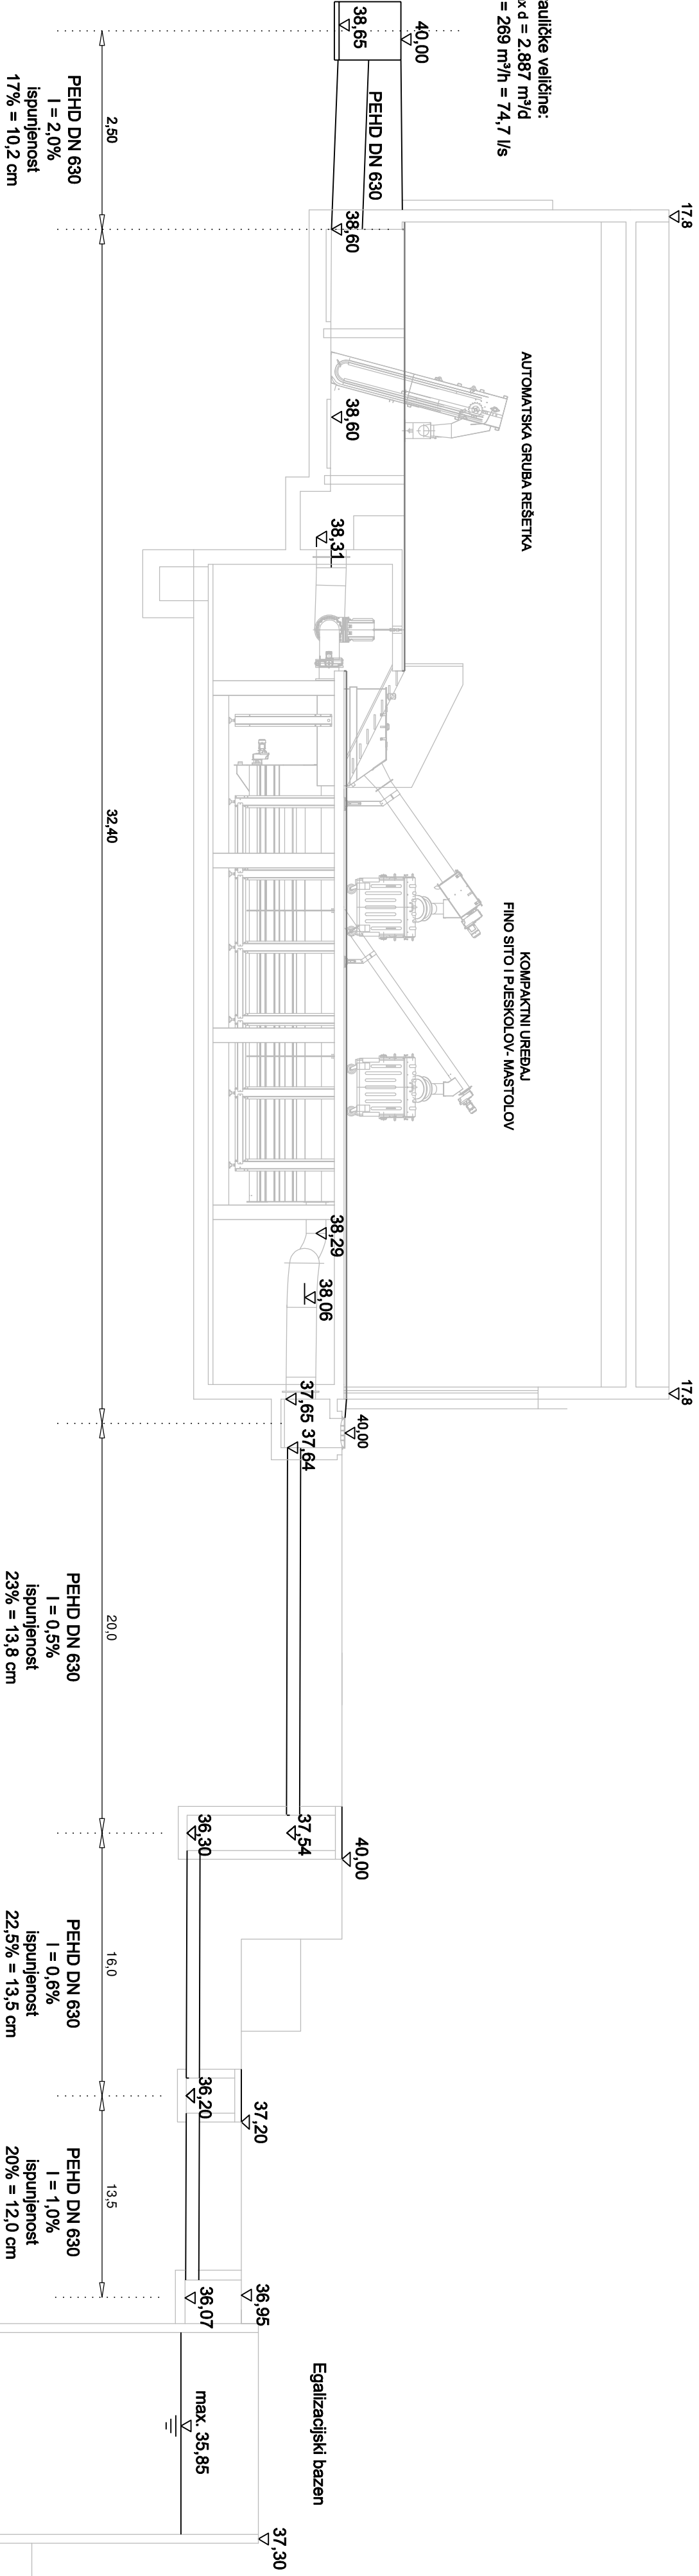 auličke veličine:
x d = 2.887 m³/d
= 269 m³/h = 74,7 l/s
17.8
17.8
AUTOMATSKA GRUBA REŠETKA
KOMPAKTNI UREĐAJ
FINO SITO I PJESKOLOV- MASTOLOV
Egalizacijski bazen
40,00
38,65
PEHD DN 630
38,60
38,60
38,31
38,29
38,06
37,65
37,64
40,00
37,54
36,30
40,00
36,20
37,20
36,07
36,95
max. 35,85
37,30
2,50
32,40
20,0
16,0
13,5
PEHD DN 630
I = 2,0%
ispunjenost
17% = 10,2 cm
PEHD DN 630
I = 0,5%
ispunjenost
23% = 13,8 cm
PEHD DN 630
I = 0,6%
ispunjenost
22,5% = 13,5 cm
PEHD DN 630
I = 1,0%
ispunjenost
20% = 12,0 cm